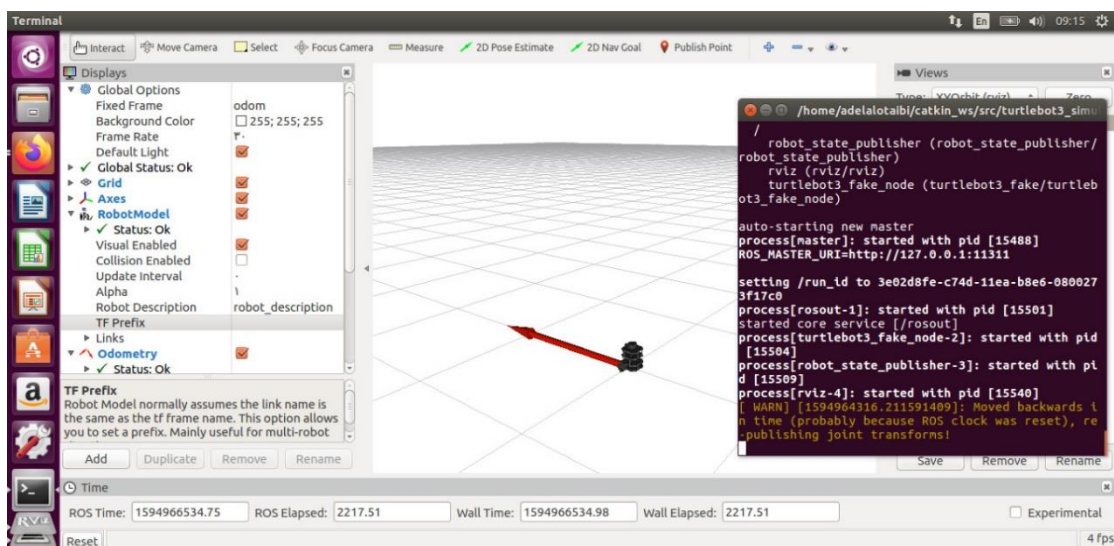 Terminal
En
09:15
Interact Move Camera Select Focus Camera Measure 2D Pose Estimate 2D Nav Goal Publish Point
Displays
Global Options
Fixed Frame odom
Background Color 255; 255; 255
Frame Rate ٣٠
Default Light
Global Status: Ok
Grid
Axes
RobotModel
Status: Ok
Visual Enabled
Collision Enabled
Update Interval ٠
Alpha ١
Robot Description robot_description
TF Prefix
Links
Odometry
Status: Ok
TF Prefix
Robot Model normally assumes the link name is
the same as the tf frame name. This option allows
you to set a prefix. Mainly useful for multi-robot
Add Duplicate Remove Rename
Views
Type: XYOrbit (rviz) Zero
/home/adelalotaibi/catkin_ws/src/turtlebot3_simu
/
robot_state_publisher (robot_state_publisher/
robot_state_publisher)
rviz (rviz/rviz)
turtlebot3_fake_node (turtlebot3_fake/turtleb
ot3_fake_node)
auto-starting new master
process[master]: started with pid [15488]
ROS_MASTER_URI=http://127.0.0.1:11311
setting /run_id to 3e02d8fe-c74d-11ea-b8e6-080027
3f17c0
process[rosout-1]: started with pid [15501]
started core service [/rosout]
process[turtlebot3_fake_node-2]: started with pid
[15504]
process[robot_state_publisher-3]: started with pi
d [15509]
process[rviz-4]: started with pid [15540]
[ WARN] [1594964316.211591409]: Moved backwards i
n time (probably because ROS clock was reset), re
-publishing joint transforms!
Save Remove Rename
Time
ROS Time: 1594966534.75 ROS Elapsed: 2217.51 Wall Time: 1594966534.98 Wall Elapsed: 2217.51 Experimental
Reset
4 fps